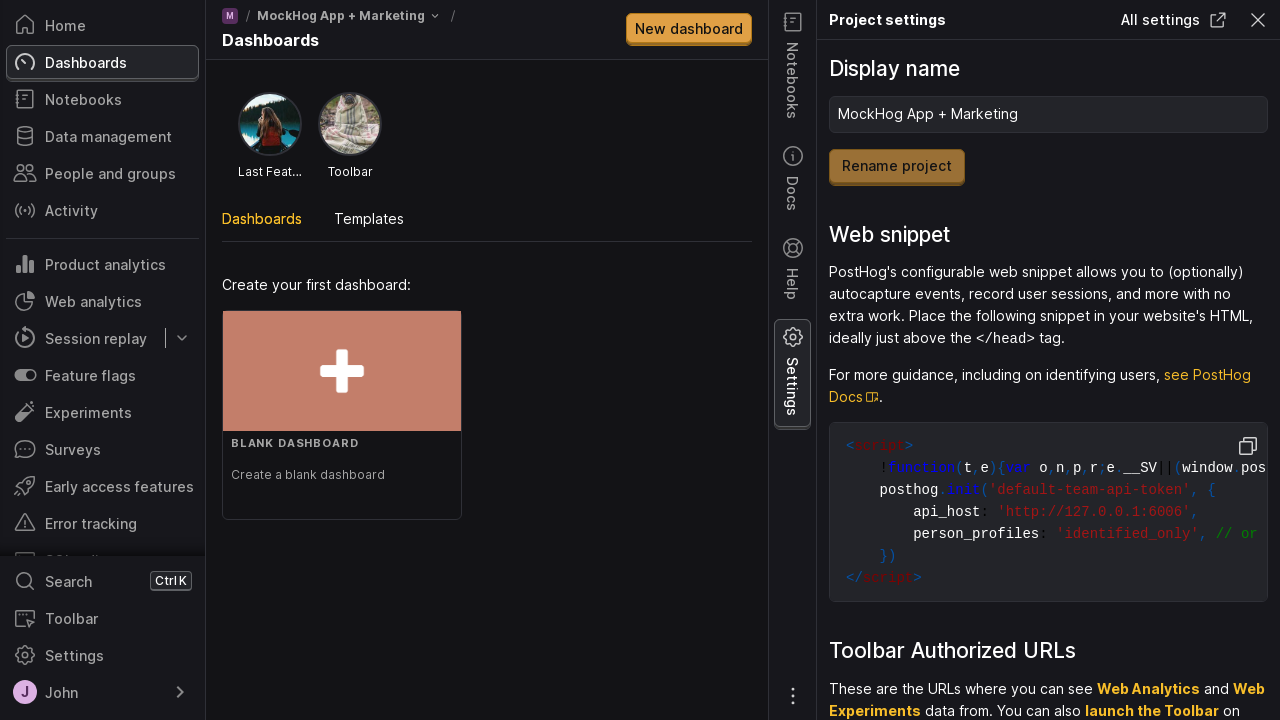 Home
Dashboards
Notebooks
Data management
People and groups
Activity
Product analytics
Web analytics
Session replay
Feature flags
Experiments
Surveys
Early access features
Error tracking
Search
Ctrl K
Toolbar
Settings
J
John
M
/
MockHog App + Marketing
/
Dashboards
New dashboard
Last Feat...
Toolbar
Dashboards
Templates
Create your first dashboard:
BLANK DASHBOARD
Create a blank dashboard
Notebooks
Docs
Help
Settings
Project settings
All settings
Display name
MockHog App + Marketing
Rename project
Web snippet
PostHog's configurable web snippet allows you to (optionally)
autocapture events, record user sessions, and more with no
extra work. Place the following snippet in your website's HTML,
ideally just above the </head> tag.
For more guidance, including on identifying users, see PostHog
Docs.
<script>
!function(t,e){var o,n,p,r;e.__SV||(window.pos
posthog.init('default-team-api-token', {
api_host: 'http://127.0.0.1:6006',
person_profiles: 'identified_only', // or
})
</script>
Toolbar Authorized URLs
These are the URLs where you can see Web Analytics and Web
Experiments data from. You can also launch the Toolbar on